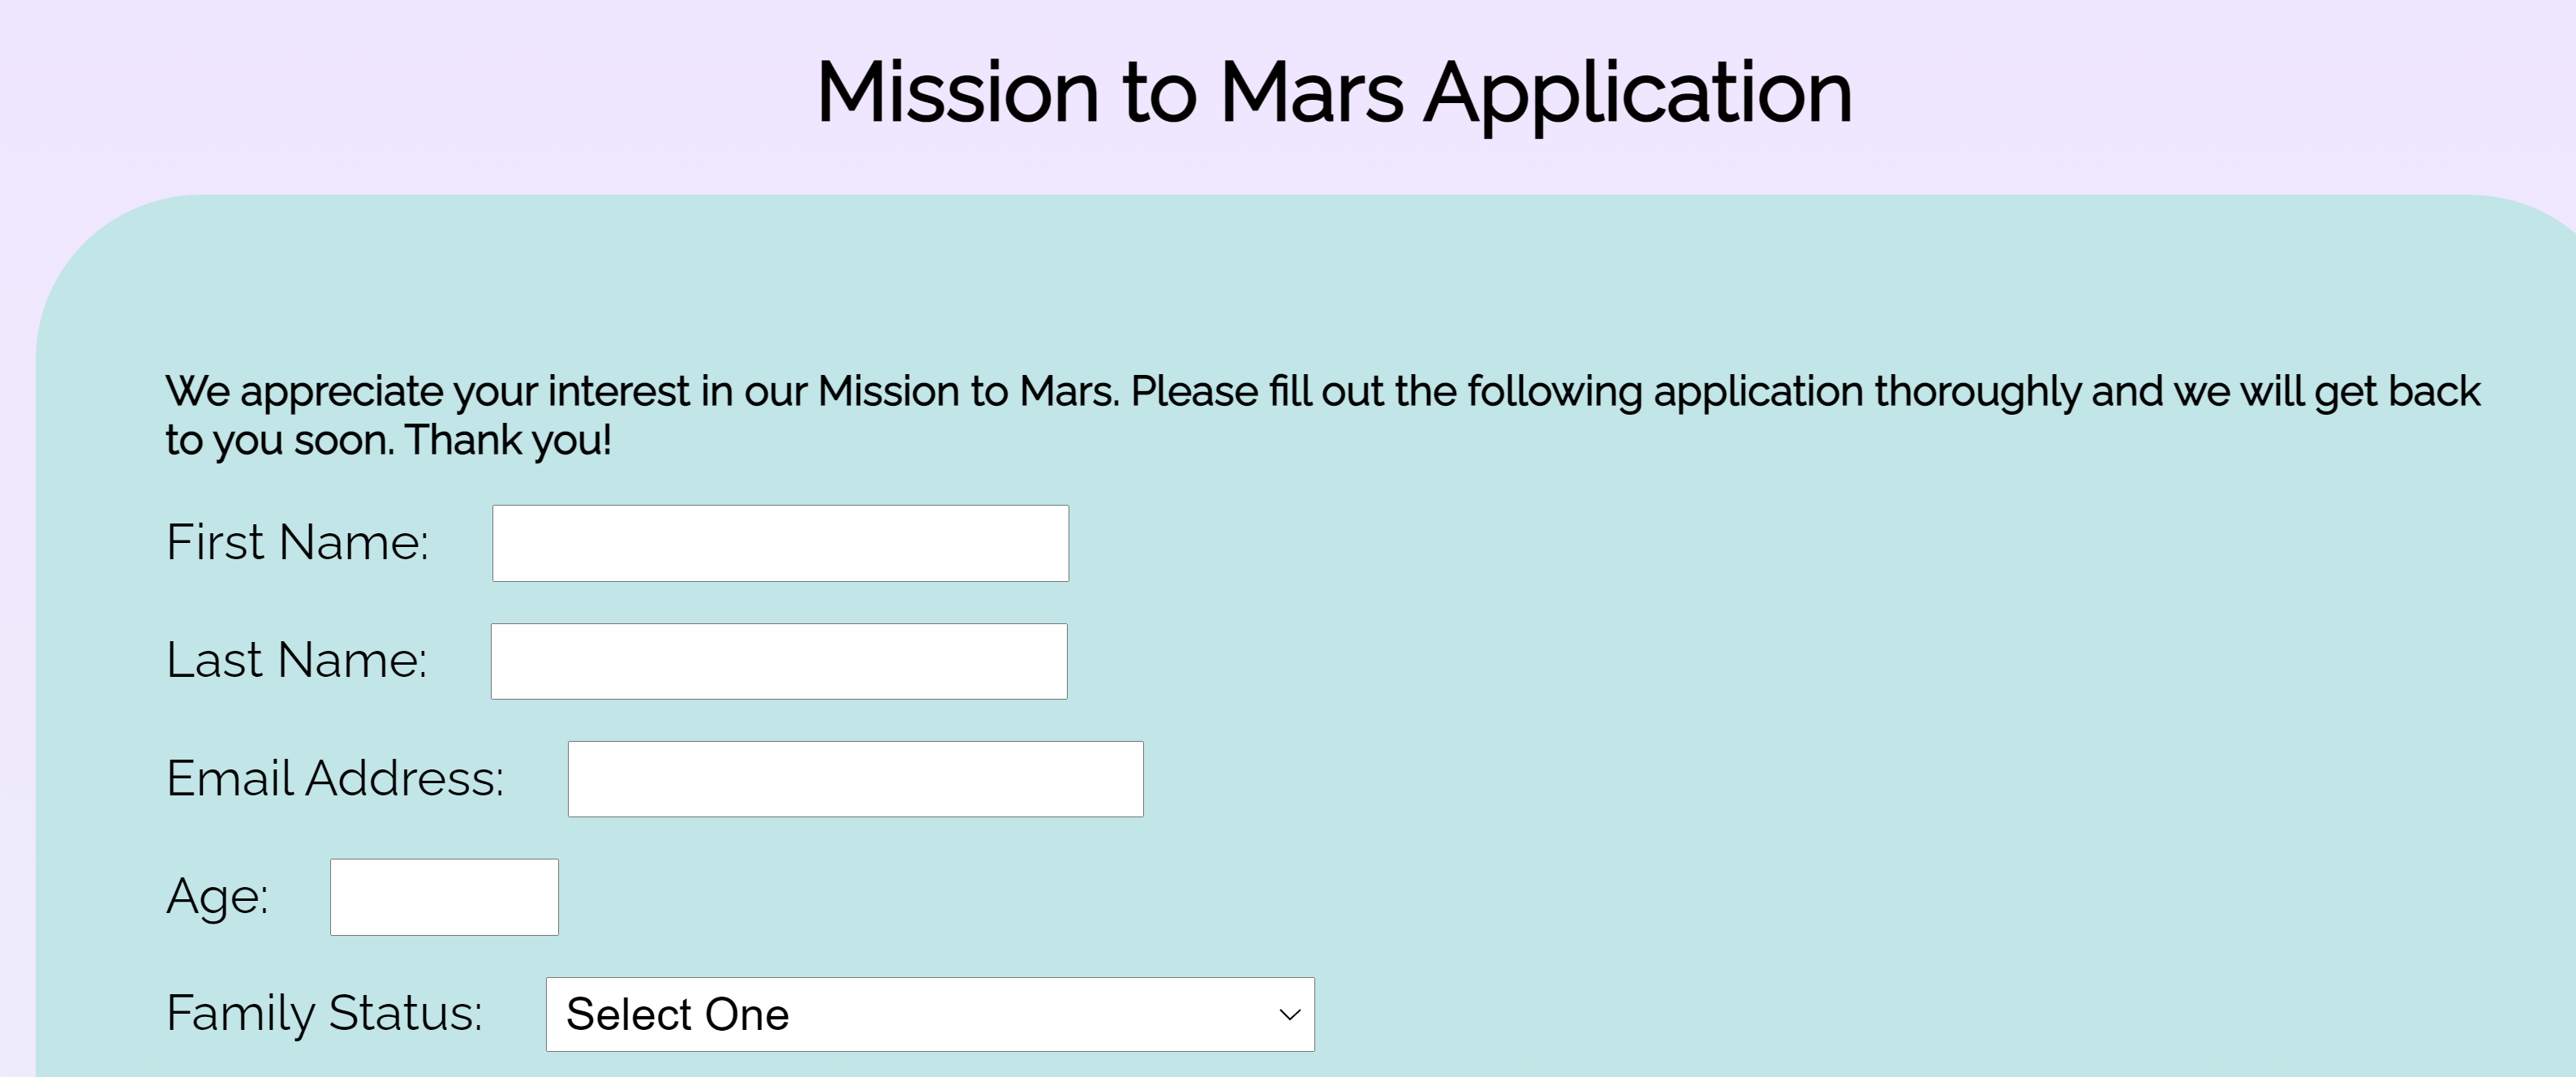 Mission to Mars Application
We appreciate your interest in our Mission to Mars. Please fill out the following application thoroughly and we will get back
to you soon. Thank you!
First Name:
Last Name:
Email Address:
Age:
Family Status: Select One